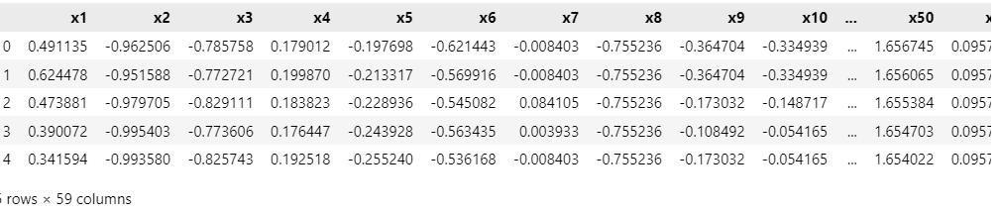 x1 x2 x3 x4 x5 x6 x7 x8 x9 x10 ... x50
0 0.491135 -0.962506 -0.785758 0.179012 -0.197698 -0.621443 -0.008403 -0.755236 -0.364704 -0.334939 ... 1.656745 0.0957
1 0.624478 -0.951588 -0.772721 0.199870 -0.213317 -0.569916 -0.008403 -0.755236 -0.364704 -0.334939 ... 1.656065 0.0957
2 0.473881 -0.979705 -0.829111 0.183823 -0.228936 -0.545082 0.084105 -0.755236 -0.173032 -0.148717 ... 1.655384 0.0957
3 0.390072 -0.995403 -0.773606 0.176447 -0.243928 -0.563435 0.003933 -0.755236 -0.108492 -0.054165 ... 1.654703 0.0957
4 0.341594 -0.993580 -0.825743 0.192518 -0.255240 -0.536168 -0.008403 -0.755236 -0.173032 -0.054165 ... 1.654022 0.0957
rows × 59 columns